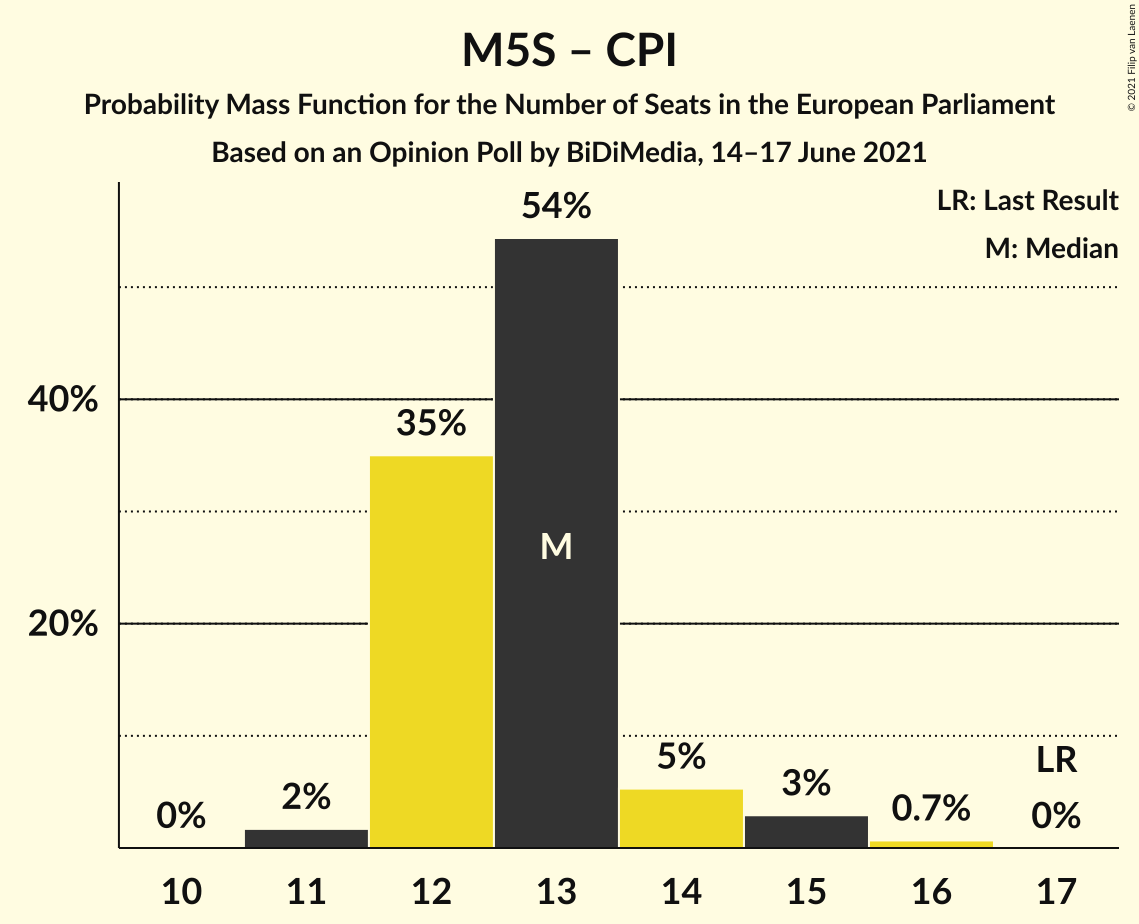 M5S – CPI
Probability Mass Function for the Number of Seats in the European Parliament
Based on an Opinion Poll by BiDiMedia, 14–17 June 2021
© 2021 Filip van Laenen
LR: Last Result
M: Median
54%
40%
35%
M
20%
5%
LR
3%
2%
0.7%
0%
0%
10 11 12 13 14 15 16 17